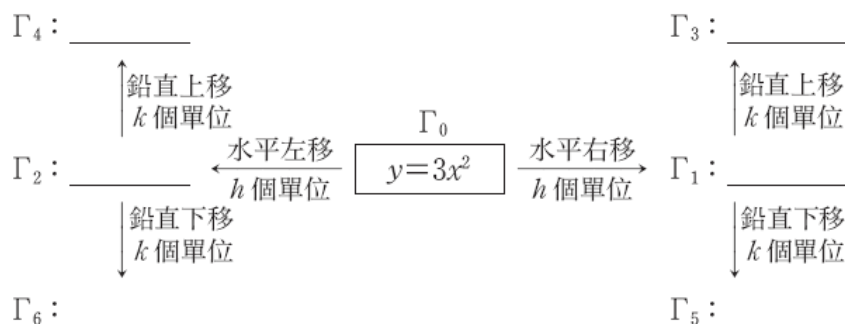 Γ₄：
Γ₃：
鉛直上移
k 個單位
鉛直上移
k 個單位
Γ₀
Γ₂：
水平左移
h 個單位
y=3x²
水平右移
h 個單位
Γ₁：
鉛直下移
k 個單位
鉛直下移
k 個單位
Γ₆：
Γ₅：